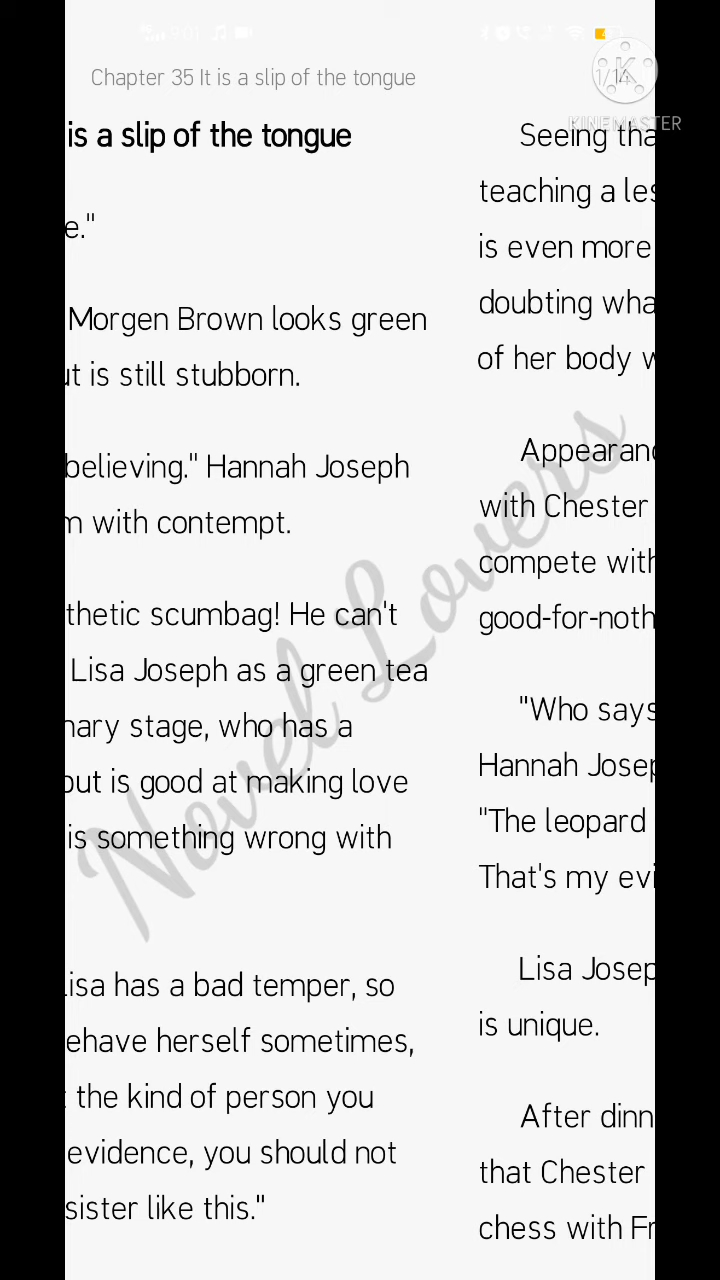 9:01
Chapter 35 It is a slip of the tongue
1/14
K
KINEMASTER
is a slip of the tongue
e."
Morgen Brown looks green
ut is still stubborn.
believing." Hannah Joseph
m with contempt.
thetic scumbag! He can't
Lisa Joseph as a green tea
nary stage, who has a
but is good at making love
is something wrong with
Lisa has a bad temper, so
ehave herself sometimes,
t the kind of person you
evidence, you should not
sister like this."
Seeing tha
teaching a les
is even more
doubting wha
of her body w
Appearanc
with Chester
compete with
good-for-noth
"Who says
Hannah Josep
"The leopard
That's my evi
Lisa Josep
is unique.
After dinn
that Chester
chess with Fr
Novel Lovers